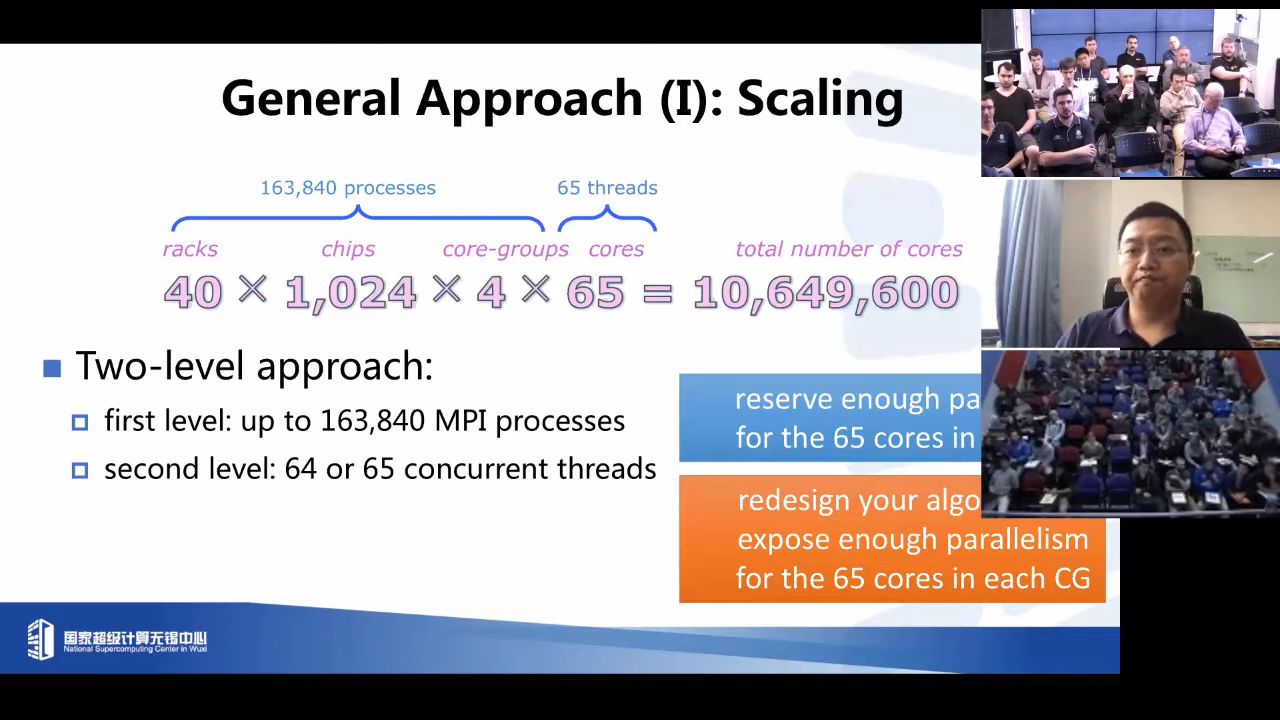 General Approach (I): Scaling
163,840 processes
65 threads
racks chips core-groups cores total number of cores
40 × 1,024 × 4 × 65 = 10,649,600
Two-level approach:
first level: up to 163,840 MPI processes
second level: 64 or 65 concurrent threads
reserve enough pa
for the 65 cores in
redesign your algo
expose enough parallelism
for the 65 cores in each CG
国家超级计算无锡中心
National Supercomputing Center in Wuxi